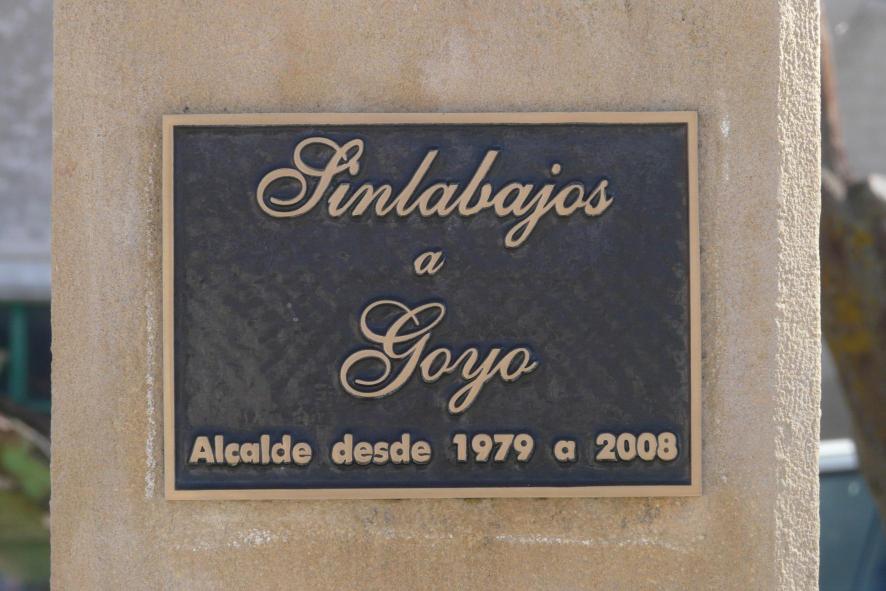 Sinlabajos
a
Goyo
Alcalde desde 1979 a 2008